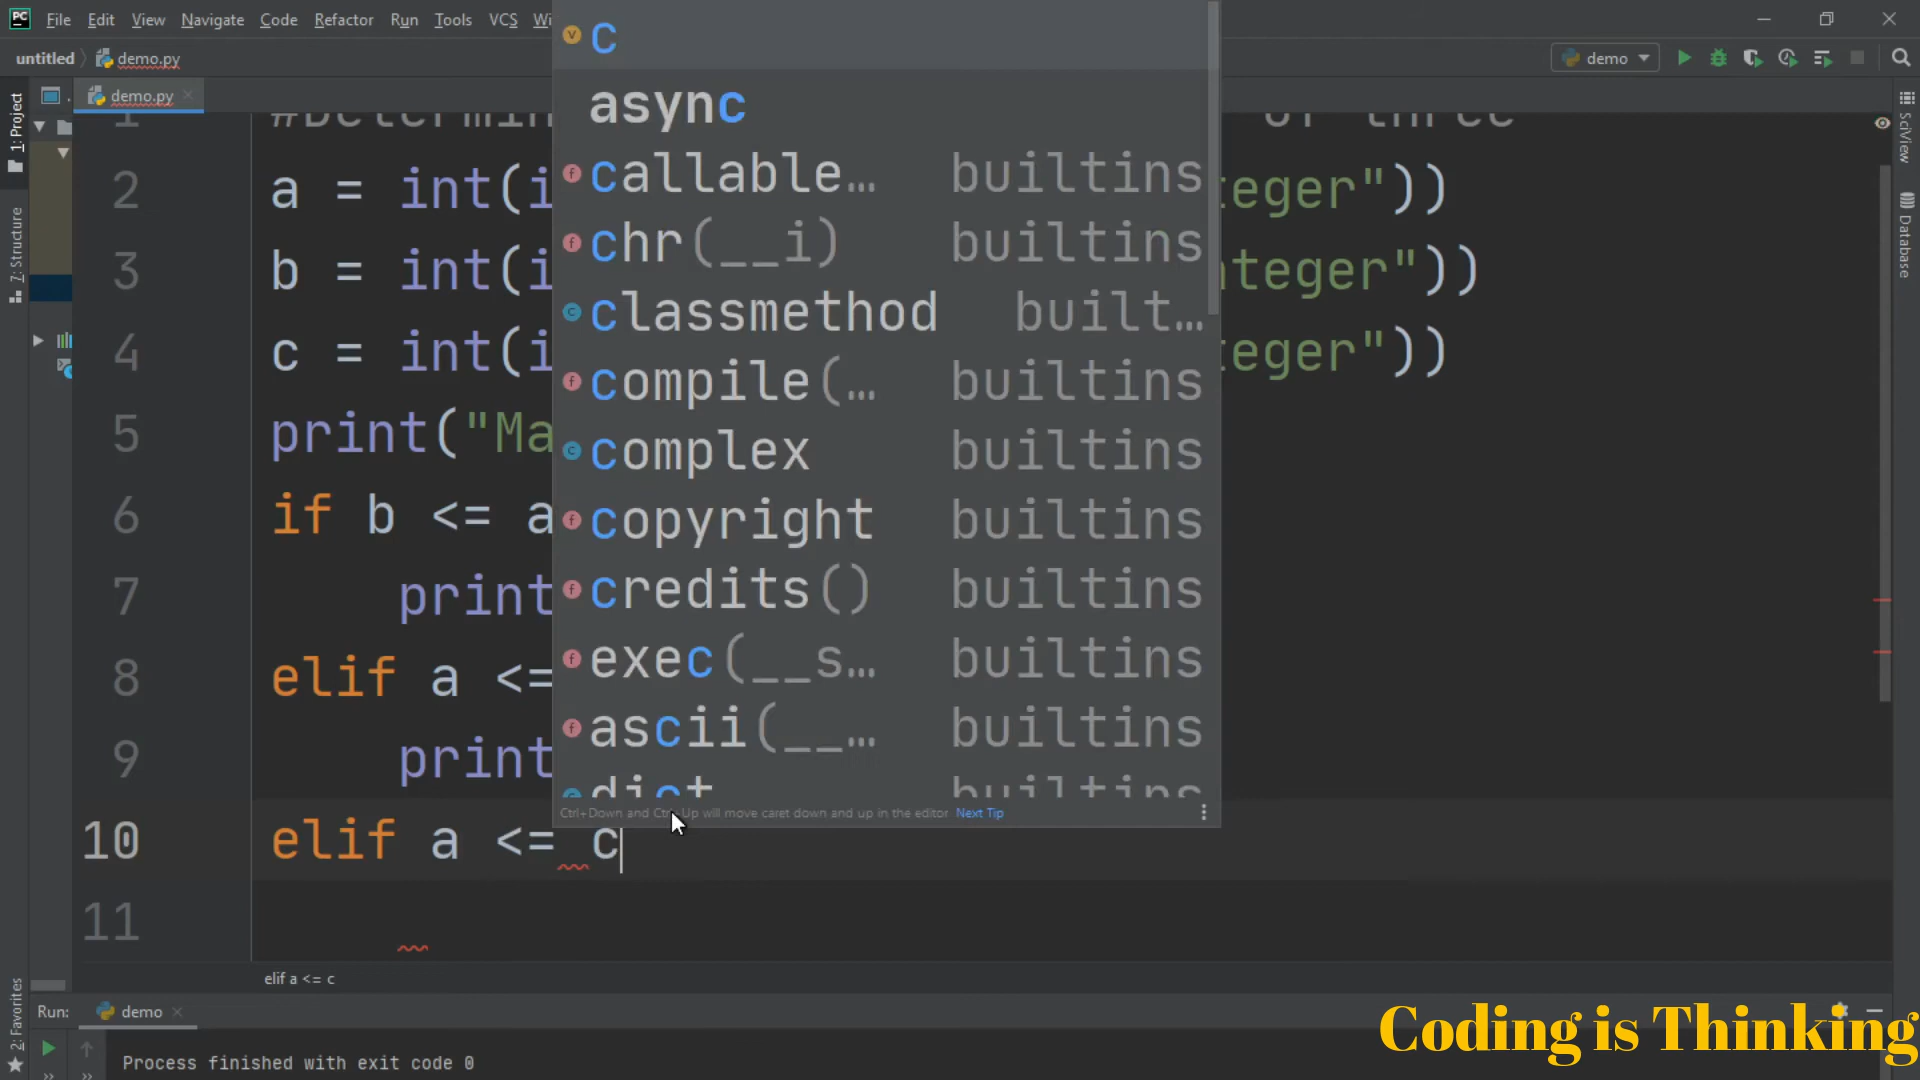 PC File Edit View Navigate Code Refactor Run Tools VCS
untitled demo.py demo
demo.py
1: Project
7: Structure
2: Favorites
SciView
Database
of three
2 a = int( teger"))
3 b = int( nteger"))
4 c = int( teger"))
5 print("Ma
6 if b <= a
7 print
8 elif a <=
9 print
10 elif a <= c
11
c
async
callable… builtins
chr(__i) builtins
classmethod built…
compile(… builtins
complex builtins
copyright builtins
credits() builtins
exec(__s… builtins
ascii(__… builtins
dict builtins
Ctrl+Down and Ctrl+Up will move caret down and up in the editor Next Tip
elif a <= c
Run: demo
Process finished with exit code 0
Coding is Thinking